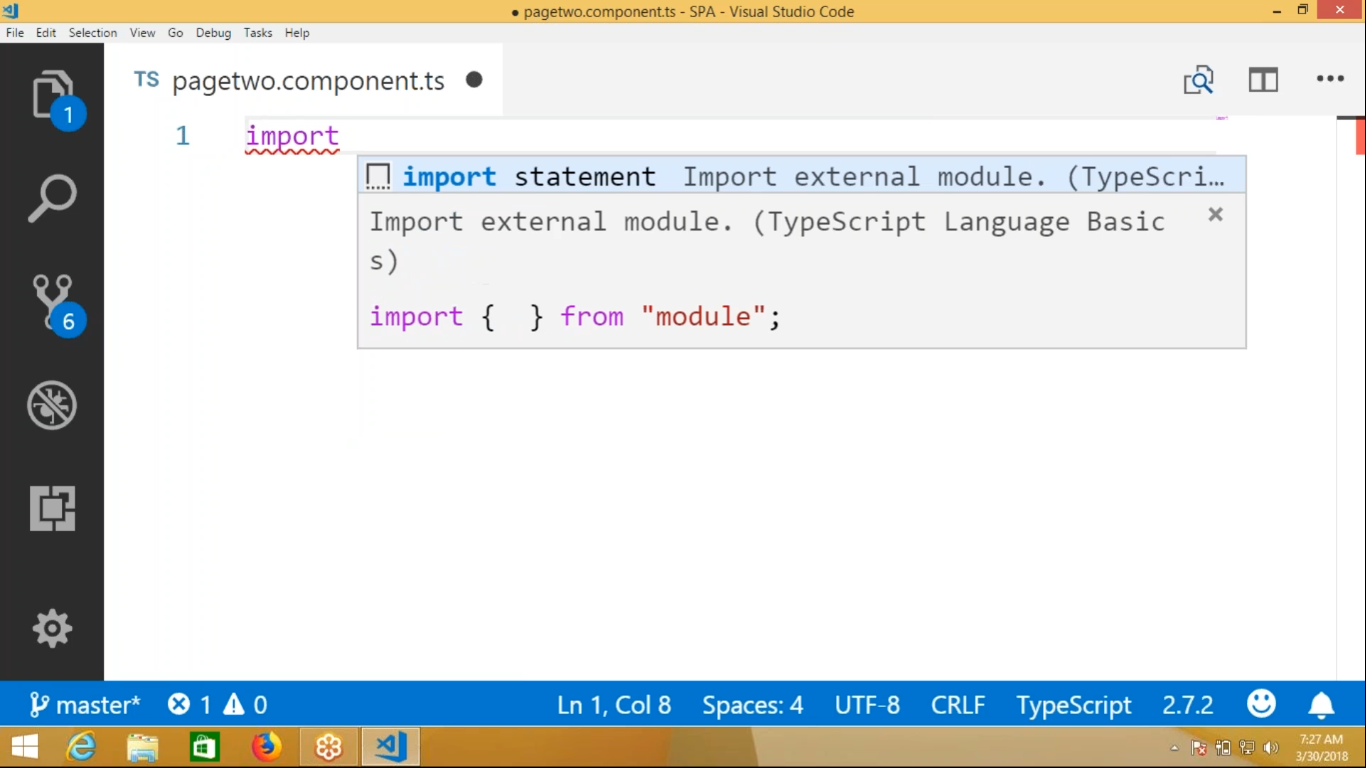 ● pagetwo.component.ts - SPA - Visual Studio Code
File Edit Selection View Go Debug Tasks Help
TS pagetwo.component.ts ●
1
1 import
import statement Import external module. (TypeScri…
Import external module. (TypeScript Language Basic
s)
import { } from "module";
6
master* 1 0 Ln 1, Col 8 Spaces: 4 UTF-8 CRLF TypeScript 2.7.2
7:27 AM
3/30/2018